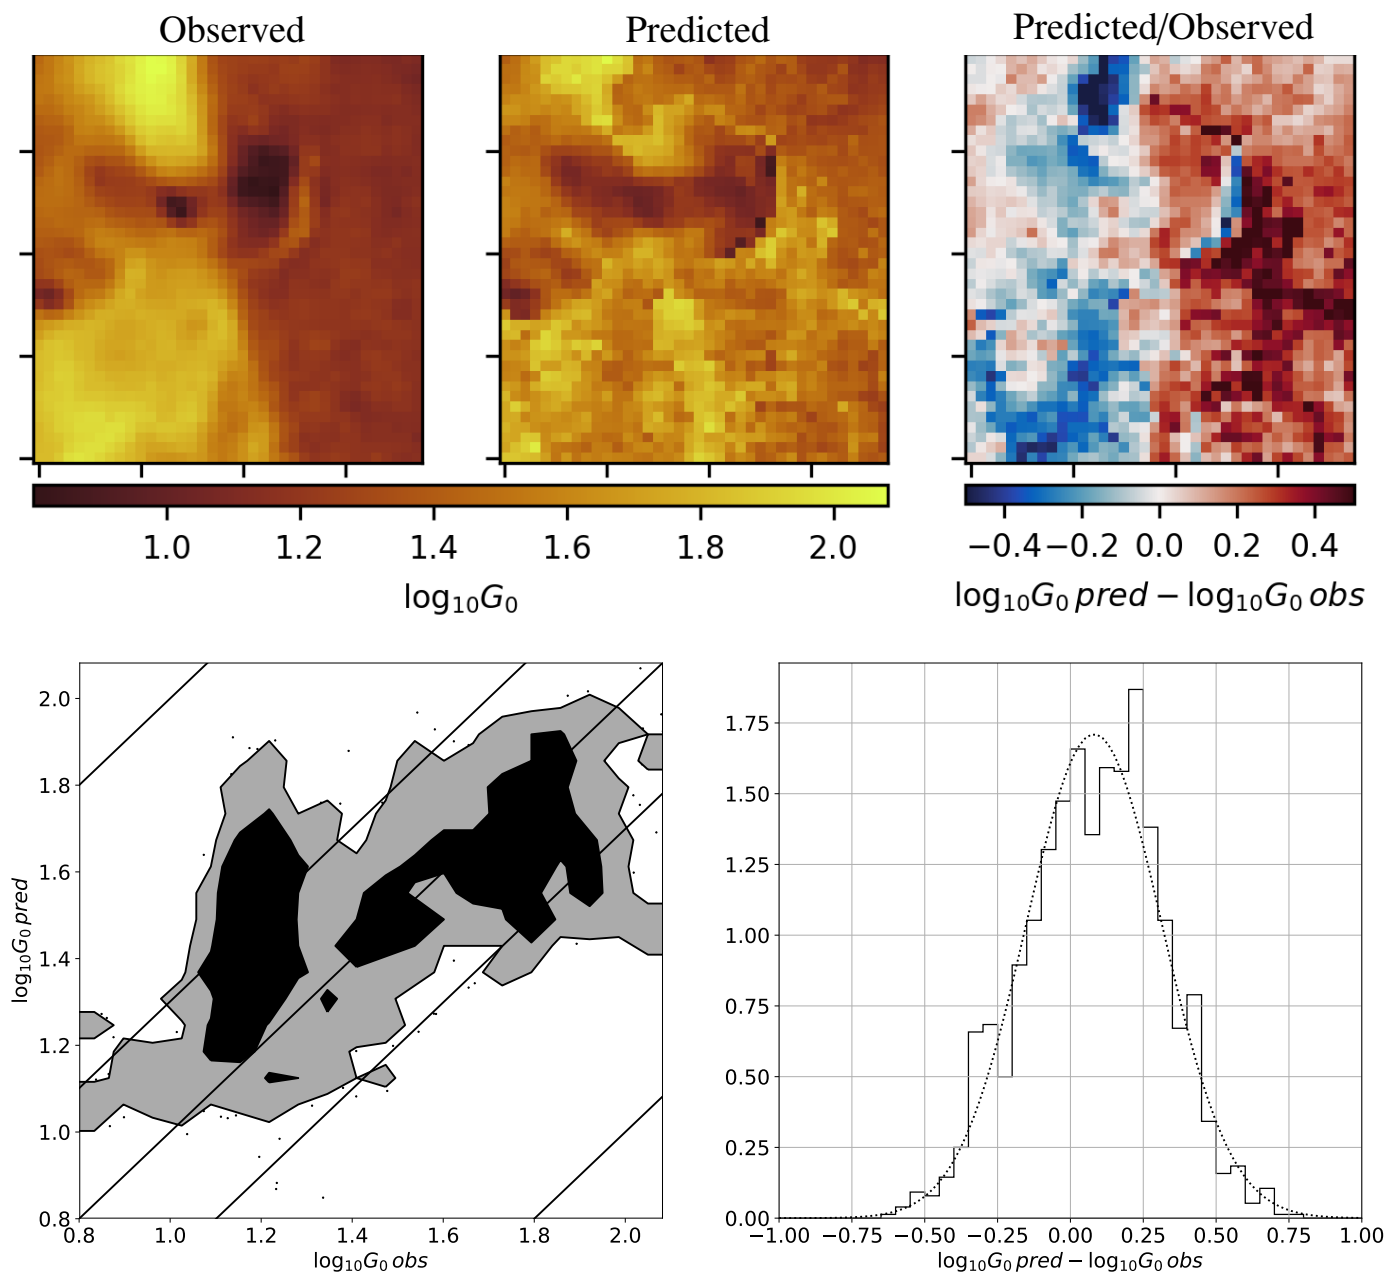 Observed Predicted Predicted/Observed
1.0 1.2 1.4 1.6 1.8 2.0
−0.4 −0.2 0.0 0.2 0.4
log₁₀G₀
log₁₀G₀ pred − log₁₀G₀ obs
2.0
1.8
1.6
1.4
1.2
1.0
0.8
log₁₀G₀ pred
0.8 1.0 1.2 1.4 1.6 1.8 2.0
log₁₀G₀ obs
1.75
1.50
1.25
1.00
0.75
0.50
0.25
0.00
−1.00 −0.75 −0.50 −0.25 0.00 0.25 0.50 0.75 1.00
log₁₀G₀ pred − log₁₀G₀ obs